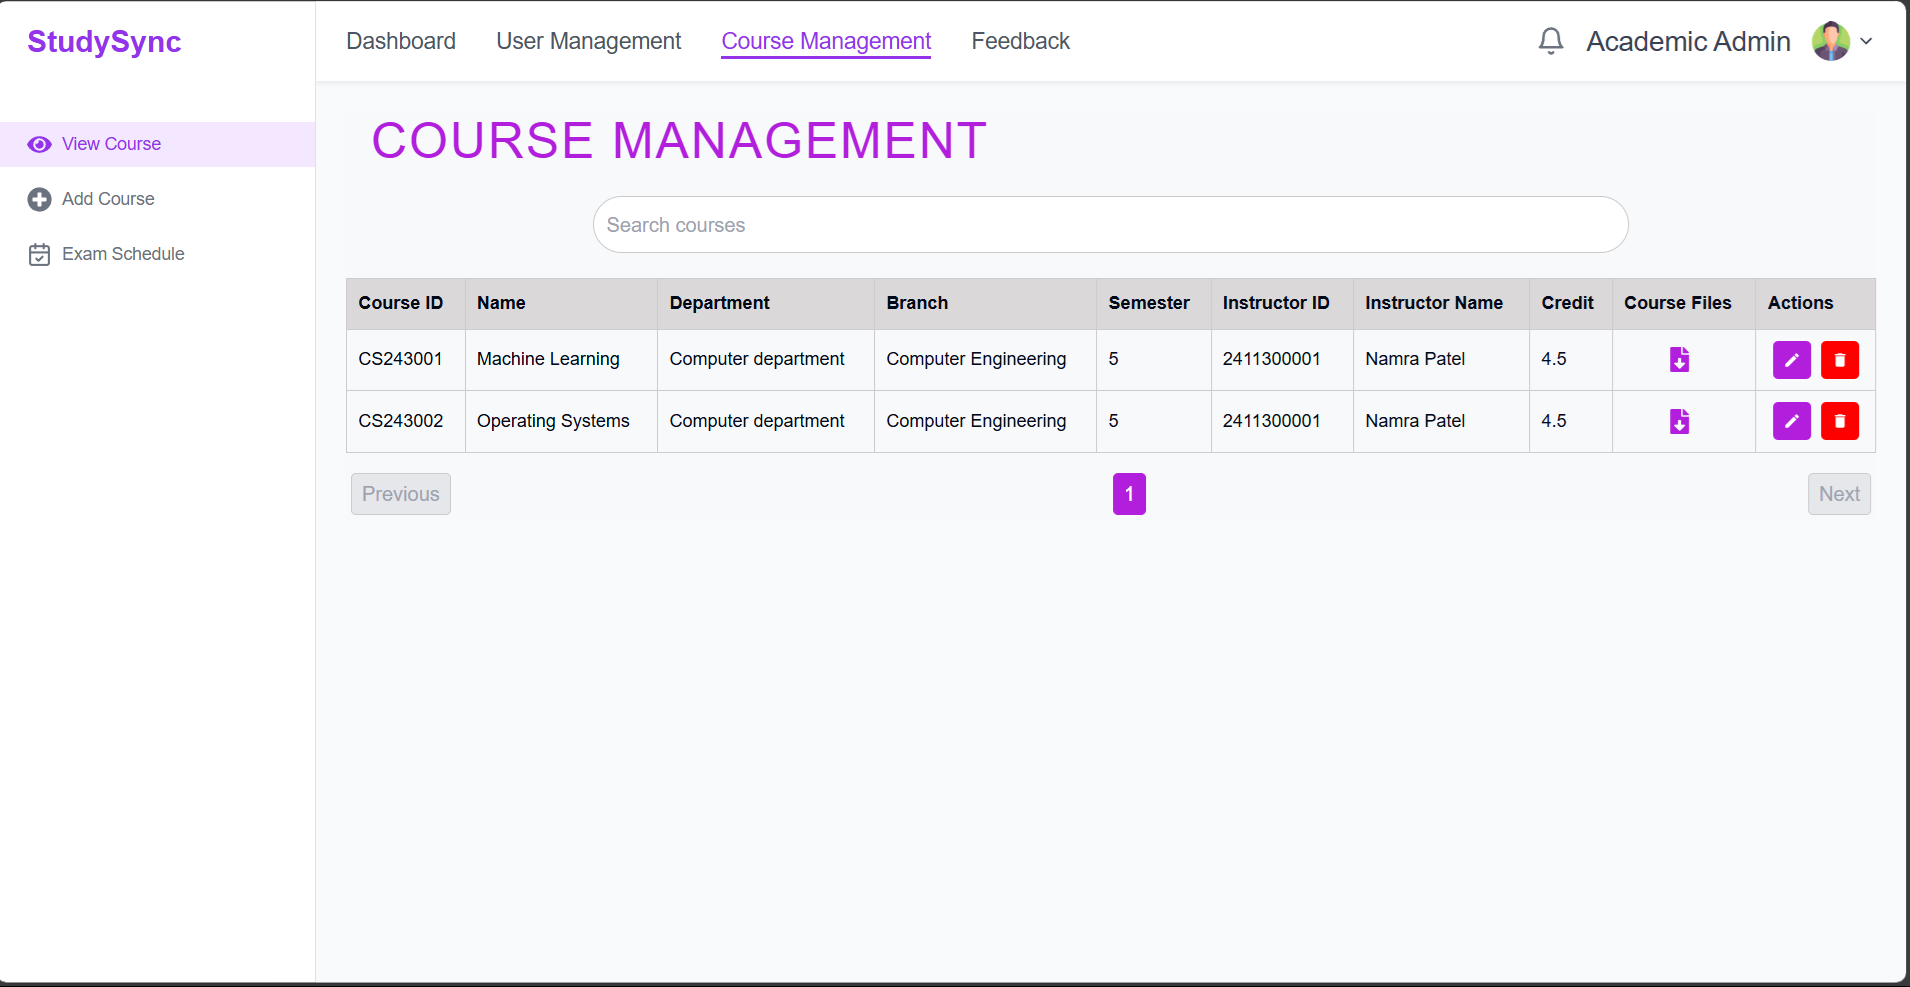 StudySync
Dashboard User Management Course Management Feedback Academic Admin
View Course
Add Course
Exam Schedule
COURSE MANAGEMENT
Search courses
Course ID Name Department Branch Semester Instructor ID Instructor Name Credit Course Files Actions
CS243001 Machine Learning Computer department Computer Engineering 5 2411300001 Namra Patel 4.5
CS243002 Operating Systems Computer department Computer Engineering 5 2411300001 Namra Patel 4.5
Previous 1 Next